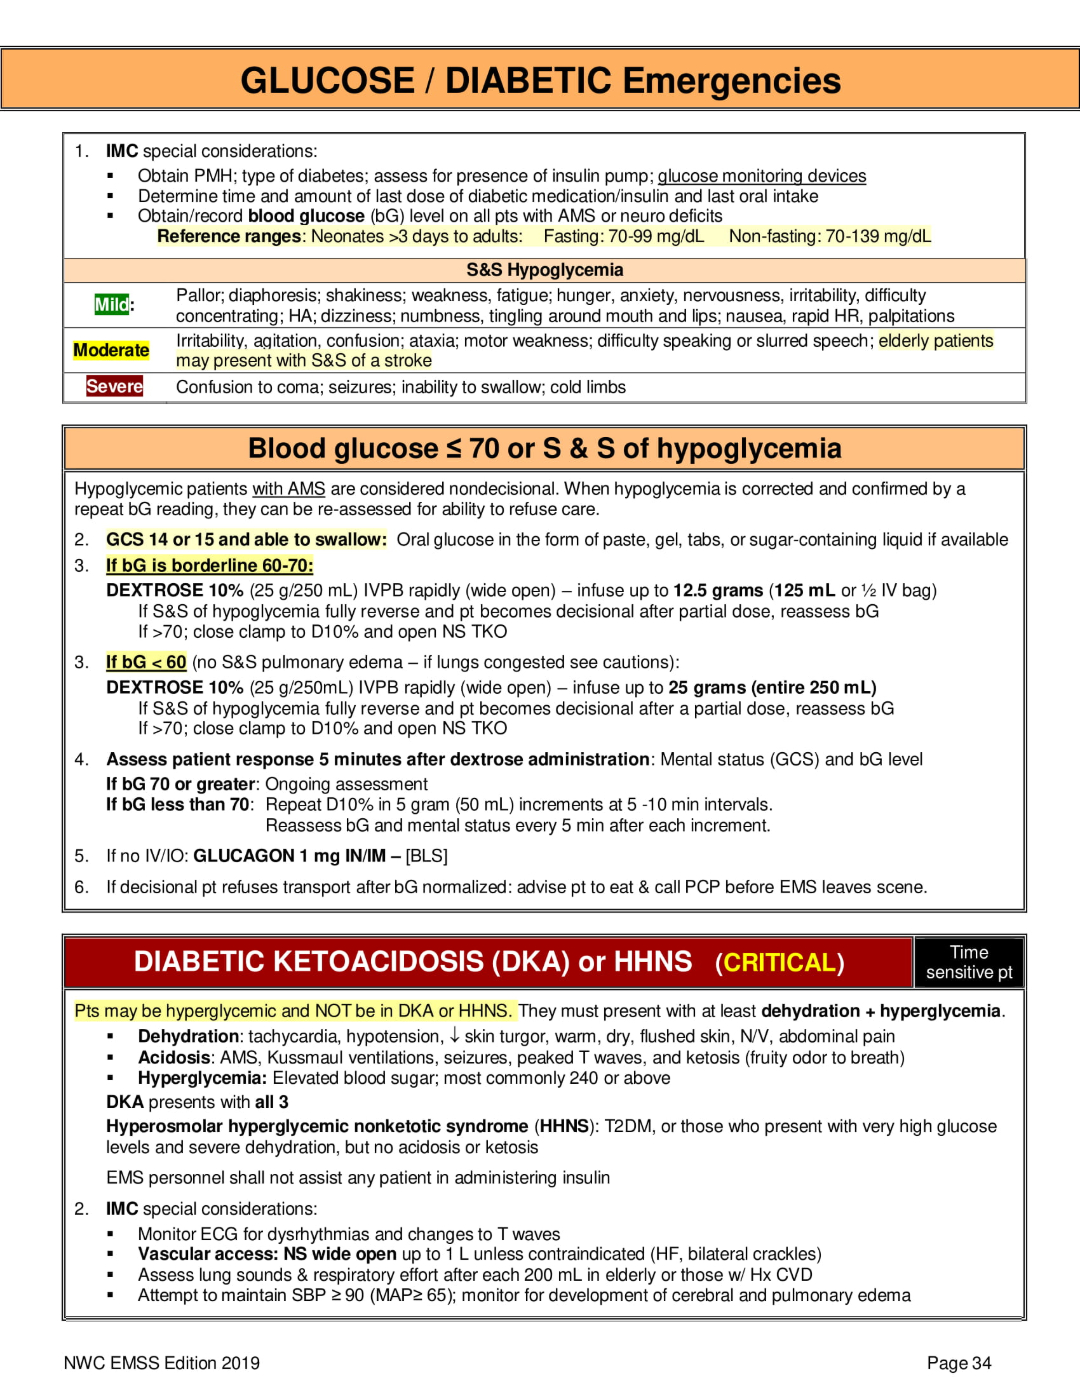 GLUCOSE / DIABETIC Emergencies
1. IMC special considerations:
▪ Obtain PMH; type of diabetes; assess for presence of insulin pump; glucose monitoring devices
▪ Determine time and amount of last dose of diabetic medication/insulin and last oral intake
▪ Obtain/record blood glucose (bG) level on all pts with AMS or neuro deficits
Reference ranges: Neonates >3 days to adults: Fasting: 70-99 mg/dL Non-fasting: 70-139 mg/dL
S&S Hypoglycemia
Mild: Pallor; diaphoresis; shakiness; weakness, fatigue; hunger, anxiety, nervousness, irritability, difficulty
concentrating; HA; dizziness; numbness, tingling around mouth and lips; nausea, rapid HR, palpitations
Moderate Irritability, agitation, confusion; ataxia; motor weakness; difficulty speaking or slurred speech; elderly patients
may present with S&S of a stroke
Severe Confusion to coma; seizures; inability to swallow; cold limbs
Blood glucose ≤ 70 or S & S of hypoglycemia
Hypoglycemic patients with AMS are considered nondecisional. When hypoglycemia is corrected and confirmed by a
repeat bG reading, they can be re-assessed for ability to refuse care.
2. GCS 14 or 15 and able to swallow: Oral glucose in the form of paste, gel, tabs, or sugar-containing liquid if available
3. If bG is borderline 60-70:
DEXTROSE 10% (25 g/250 mL) IVPB rapidly (wide open) – infuse up to 12.5 grams (125 mL or ½ IV bag)
If S&S of hypoglycemia fully reverse and pt becomes decisional after partial dose, reassess bG
If >70; close clamp to D10% and open NS TKO
3. If bG < 60 (no S&S pulmonary edema – if lungs congested see cautions):
DEXTROSE 10% (25 g/250mL) IVPB rapidly (wide open) – infuse up to 25 grams (entire 250 mL)
If S&S of hypoglycemia fully reverse and pt becomes decisional after a partial dose, reassess bG
If >70; close clamp to D10% and open NS TKO
4. Assess patient response 5 minutes after dextrose administration: Mental status (GCS) and bG level
If bG 70 or greater: Ongoing assessment
If bG less than 70: Repeat D10% in 5 gram (50 mL) increments at 5 -10 min intervals.
Reassess bG and mental status every 5 min after each increment.
5. If no IV/IO: GLUCAGON 1 mg IN/IM – [BLS]
6. If decisional pt refuses transport after bG normalized: advise pt to eat & call PCP before EMS leaves scene.
DIABETIC KETOACIDOSIS (DKA) or HHNS (CRITICAL)
Time
sensitive pt
Pts may be hyperglycemic and NOT be in DKA or HHNS. They must present with at least dehydration + hyperglycemia.
▪ Dehydration: tachycardia, hypotension, ↓ skin turgor, warm, dry, flushed skin, N/V, abdominal pain
▪ Acidosis: AMS, Kussmaul ventilations, seizures, peaked T waves, and ketosis (fruity odor to breath)
▪ Hyperglycemia: Elevated blood sugar; most commonly 240 or above
DKA presents with all 3
Hyperosmolar hyperglycemic nonketotic syndrome (HHNS): T2DM, or those who present with very high glucose
levels and severe dehydration, but no acidosis or ketosis
EMS personnel shall not assist any patient in administering insulin
2. IMC special considerations:
▪ Monitor ECG for dysrhythmias and changes to T waves
▪ Vascular access: NS wide open up to 1 L unless contraindicated (HF, bilateral crackles)
▪ Assess lung sounds & respiratory effort after each 200 mL in elderly or those w/ Hx CVD
▪ Attempt to maintain SBP ≥ 90 (MAP≥ 65); monitor for development of cerebral and pulmonary edema
NWC EMSS Edition 2019
Page 34